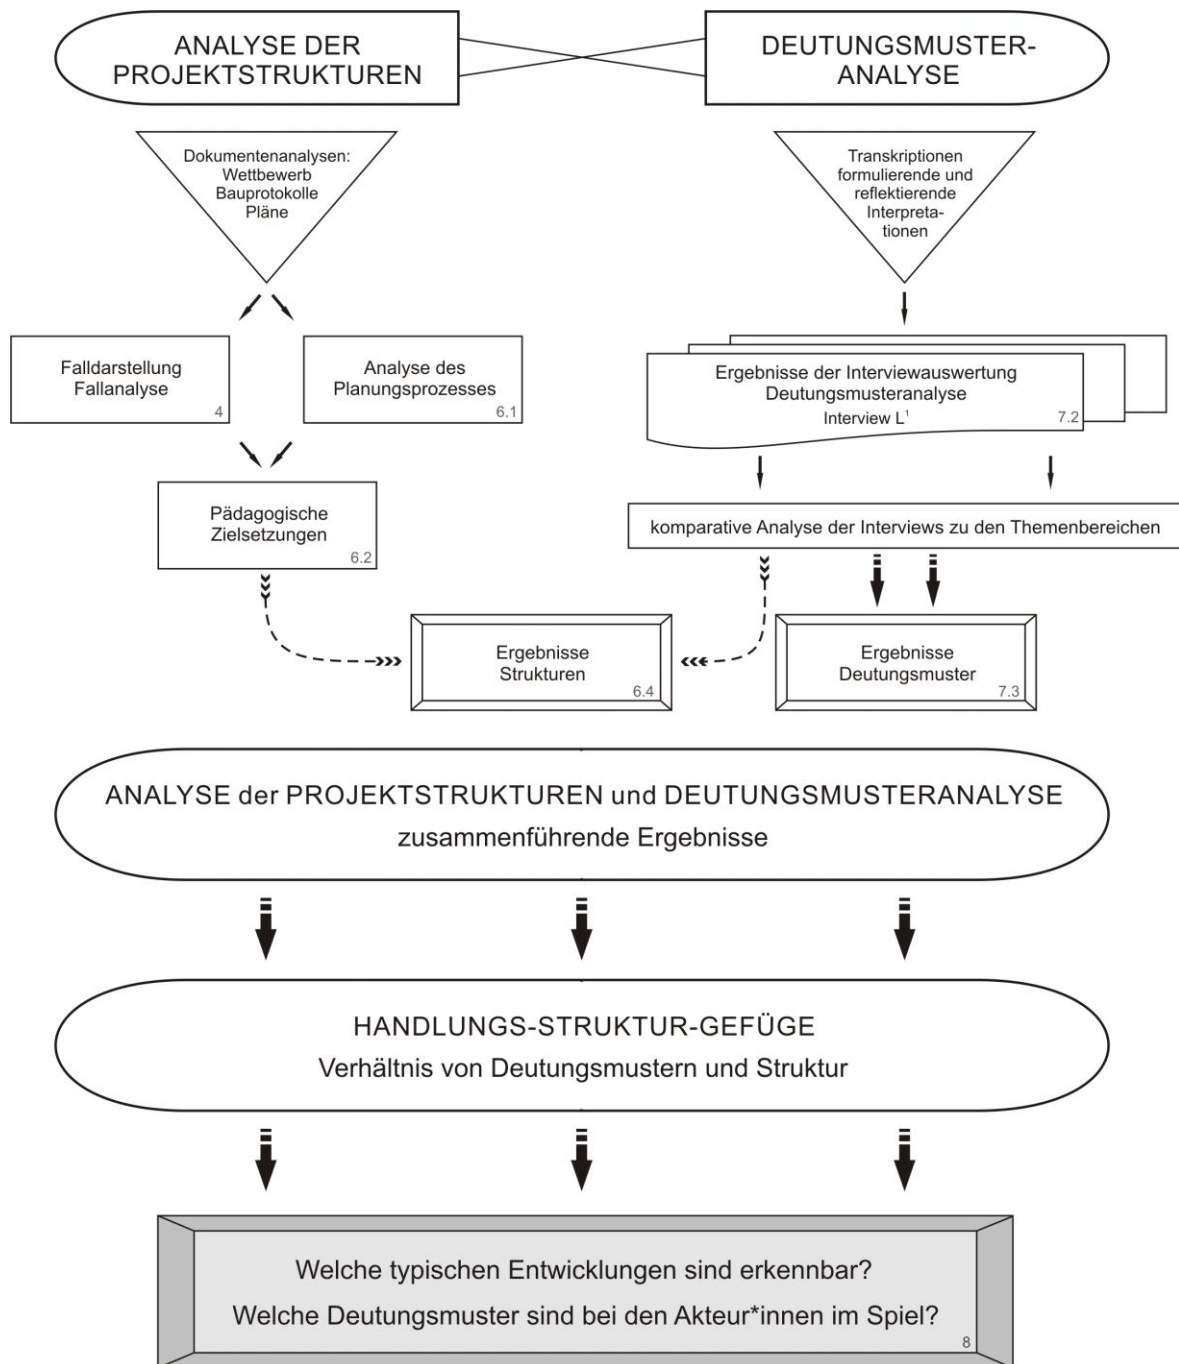 ANALYSE DER
PROJEKTSTRUKTUREN
DEUTUNGSMUSTER-
ANALYSE
Dokumentenanalysen:
Wettbewerb
Bauprotokolle
Pläne
Transkriptionen
formulierende und
reflektierende
Interpreta-
tionen
Falldarstellung
Fallanalyse
4
Analyse des
Planungsprozesses
6.1
Ergebnisse der Interviewauswertung
Deutungsmusteranalyse
Interview L¹
7.2
Pädagogische
Zielsetzungen
6.2
komparative Analyse der Interviews zu den Themenbereichen
Ergebnisse
Strukturen
6.4
Ergebnisse
Deutungsmuster
7.3
ANALYSE der PROJEKTSTRUKTUREN und DEUTUNGSMUSTERANALYSE
zusammenführende Ergebnisse
HANDLUNGS-STRUKTUR-GEFÜGE
Verhältnis von Deutungsmustern und Struktur
Welche typischen Entwicklungen sind erkennbar?
Welche Deutungsmuster sind bei den Akteur*innen im Spiel?
8